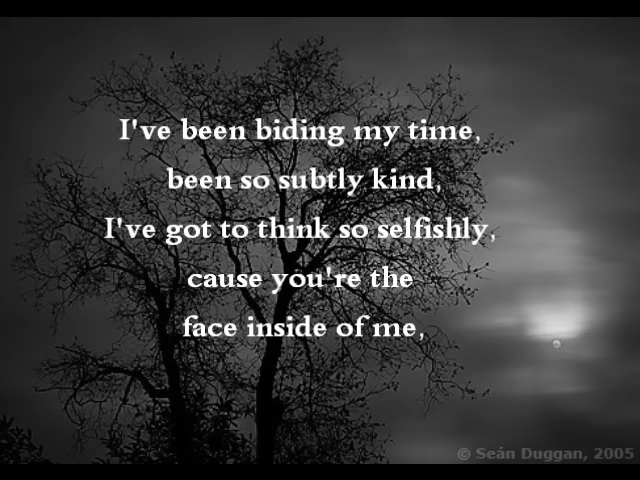 I've been biding my time,
been so subtly kind,
I've got to think so selfishly,
cause you're the
face inside of me,
© Seán Duggan, 2005